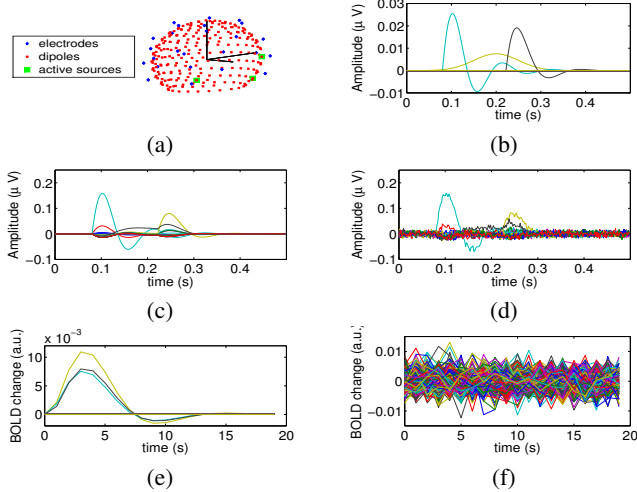 electrodes
dipoles
active sources
(a)
Amplitude (μ V)
0.03
0.02
0.01
0
−0.01
0 0.1 0.2 0.3 0.4
time (s)
(b)
Amplitude (μ V)
0.2
0.1
0
−0.1
0 0.1 0.2 0.3 0.4
time (s)
(c)
Amplitude (μ V)
0.2
0.1
0
−0.1
0 0.1 0.2 0.3 0.4
time (s)
(d)
x 10⁻³
BOLD change (a.u.)
10
5
0
0 5 10 15 20
time (s)
(e)
BOLD change (a.u.)
0.01
0
−0.01
0 5 10 15 20
time (s)
(f)